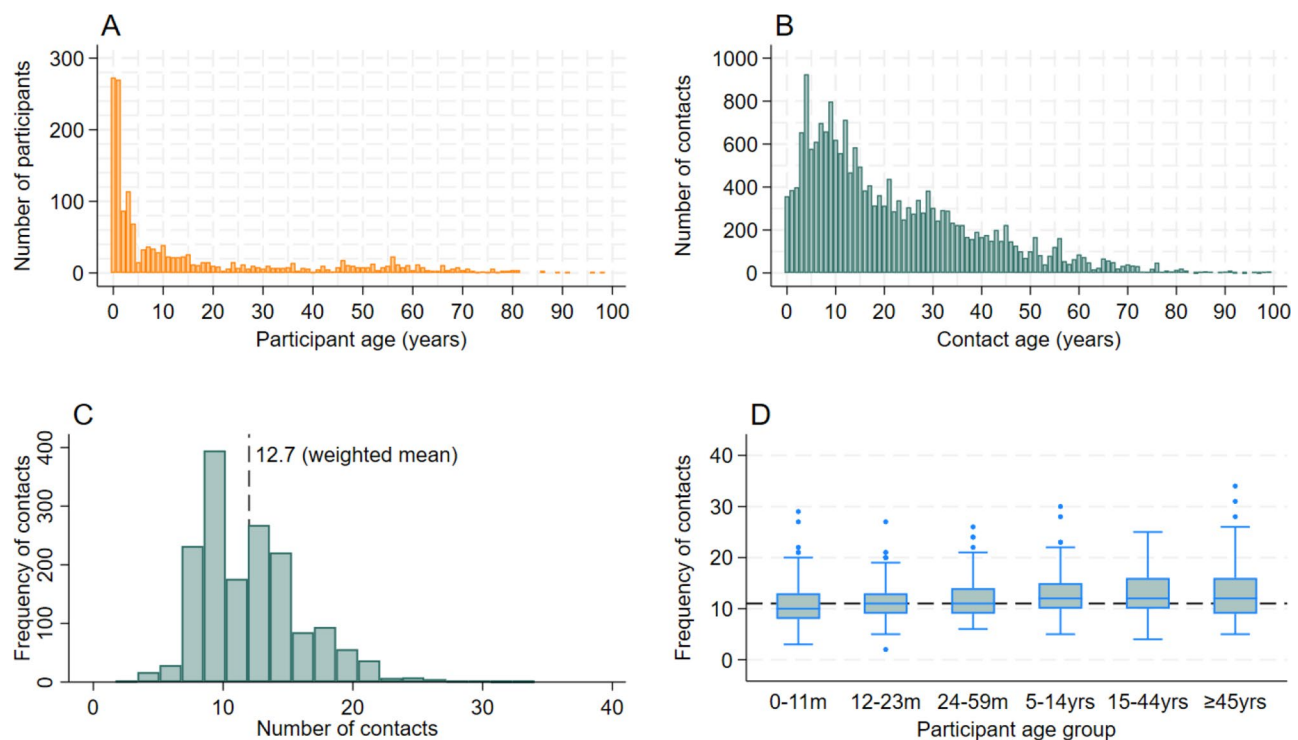 A
Number of participants
300
200
100
0
0 10 20 30 40 50 60 70 80 90 100
Participant age (years)
B
Number of contacts
1000
800
600
400
200
0
0 10 20 30 40 50 60 70 80 90 100
Contact age (years)
C
Frequency of contacts
400
300
200
100
0
12.7 (weighted mean)
0 10 20 30 40
Number of contacts
D
Frequency of contacts
40
30
20
10
0
0-11m 12-23m 24-59m 5-14yrs 15-44yrs ≥45yrs
Participant age group